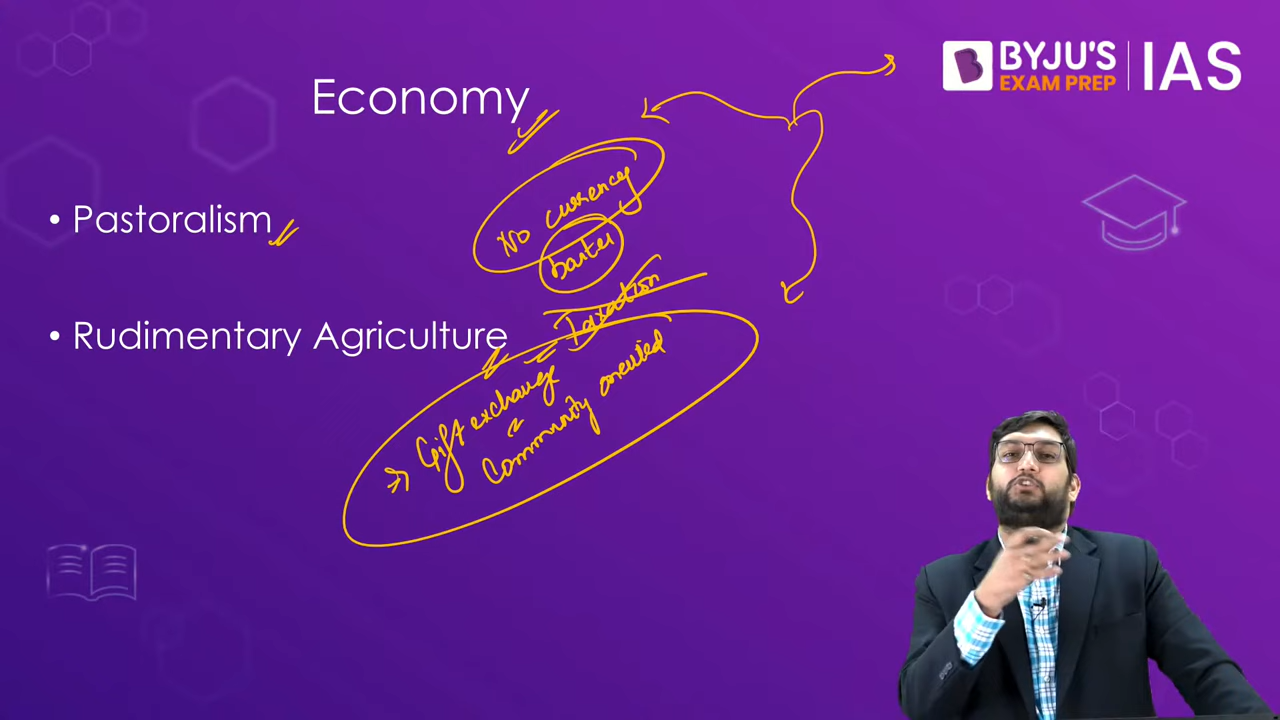 BYJU'S
EXAM PREP
IAS
Economy
• Pastoralism
No currency
barter
Taxation
• Rudimentary Agriculture
Gift exchange
Community oriented